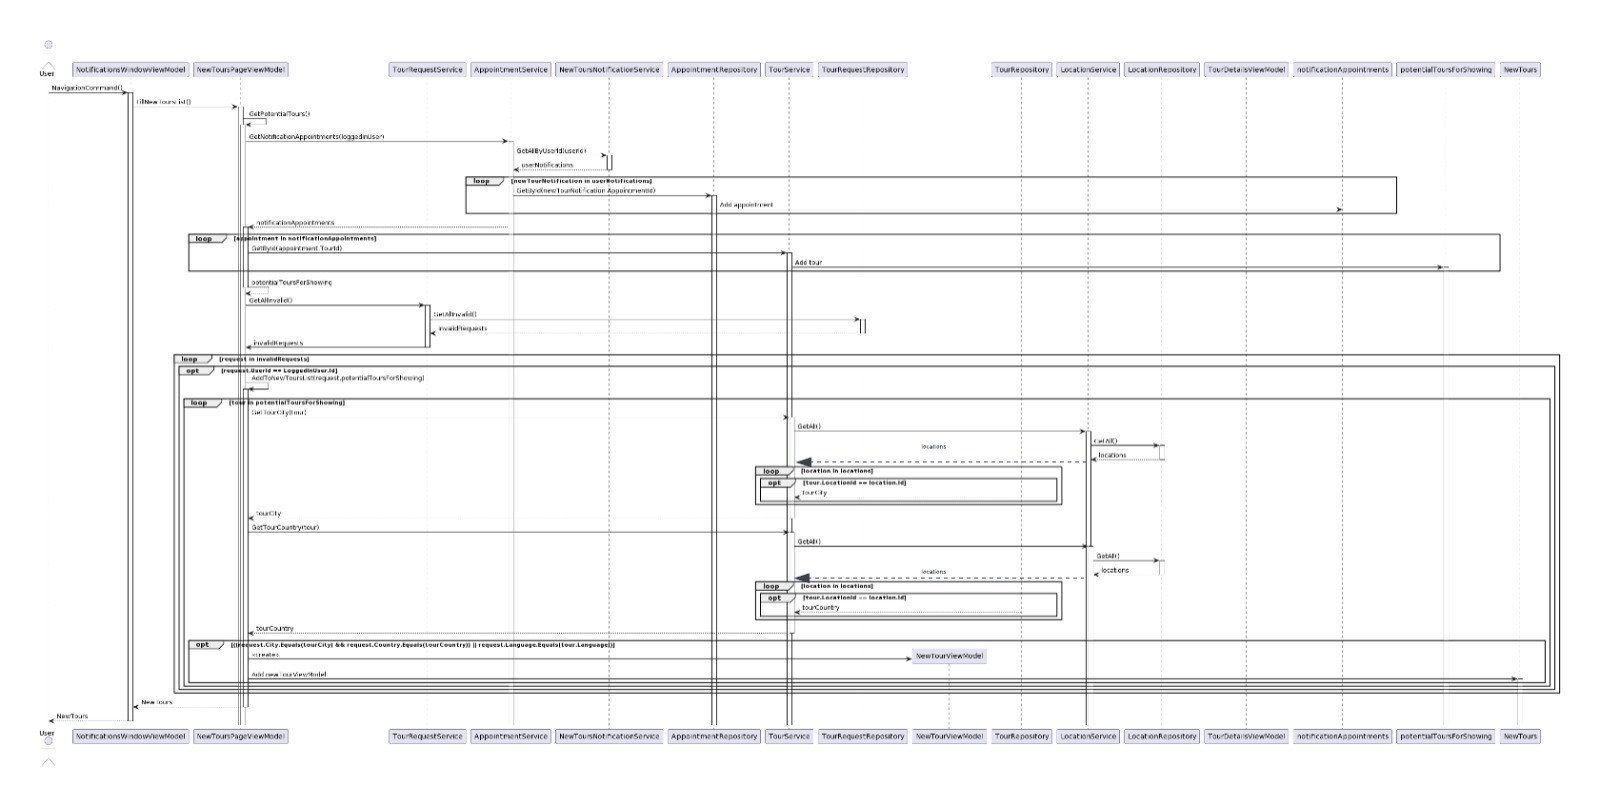 User
NotificationsWindowViewModel NewToursPageViewModel TourRequestService AppointmentService NewToursNotificationService AppointmentRepository TourService TourRequestRepository TourRepository LocationService LocationRepository TourDetailsViewModel notificationAppointments potentialToursForShowing NewTours
NavigationCommand()
FillNewToursList()
GetPotentialTours()
GetNotificationAppointments(loggedInUser)
GetAllByUserId(userId)
userNotifications
loop [newTourNotification in userNotifications]
GetById(newTourNotification.AppointmentId)
Add appointment
notificationAppointments
loop [appointment in notificationAppointments]
GetById(appointment.TourId)
Add tour
potentialToursForShowing
GetAllInvalid()
GetAllInvalid()
invalidRequests
invalidRequests
loop [request in invalidRequests]
opt [request.UserId == LoggedInUser.Id]
AddToNewToursList(request,potentialToursForShowing)
loop [tour in potentialToursForShowing]
GetTourCity(tour)
GetAll()
GetAll()
locations
locations
loop [location in locations]
opt [tour.LocationId == location.Id]
tourCity
tourCity
GetTourCountry(tour)
GetAll()
GetAll()
locations
locations
loop [location in locations]
opt [tour.LocationId == location.Id]
tourCountry
tourCountry
opt [((request.City.Equals(tourCity) && request.Country.Equals(tourCountry)) || request.Language.Equals(tour.Language)]
<create>
NewTourViewModel
Add newTourViewModel
NewTours
NewTours
User
NotificationsWindowViewModel NewToursPageViewModel TourRequestService AppointmentService NewToursNotificationService AppointmentRepository TourService TourRequestRepository NewTourViewModel TourRepository LocationService LocationRepository TourDetailsViewModel notificationAppointments potentialToursForShowing NewTours